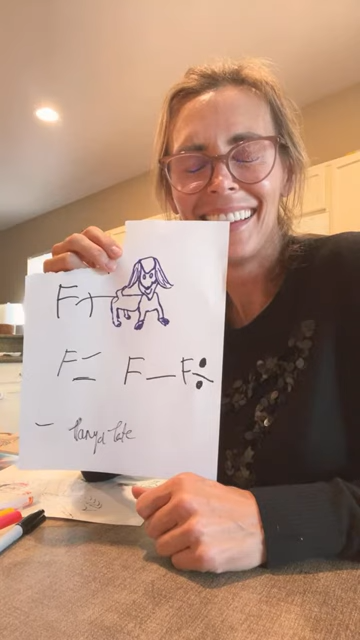 F+
F= F—F÷
- Tanya Tate